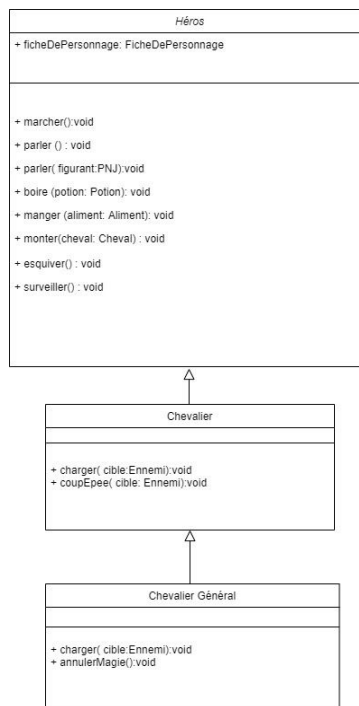 Héros
+ ficheDePersonnage: FicheDePersonnage
+ marcher():void
+ parler () : void
+ parler( figurant:PNJ):void
+ boire (potion: Potion): void
+ manger (aliment: Aliment): void
+ monter(cheval: Cheval) : void
+ esquiver() : void
+ surveiller() : void
Chevalier
+ charger( cible:Ennemi):void
+ coupEpee( cible: Ennemi):void
Chevalier Général
+ charger( cible:Ennemi):void
+ annulerMagie():void